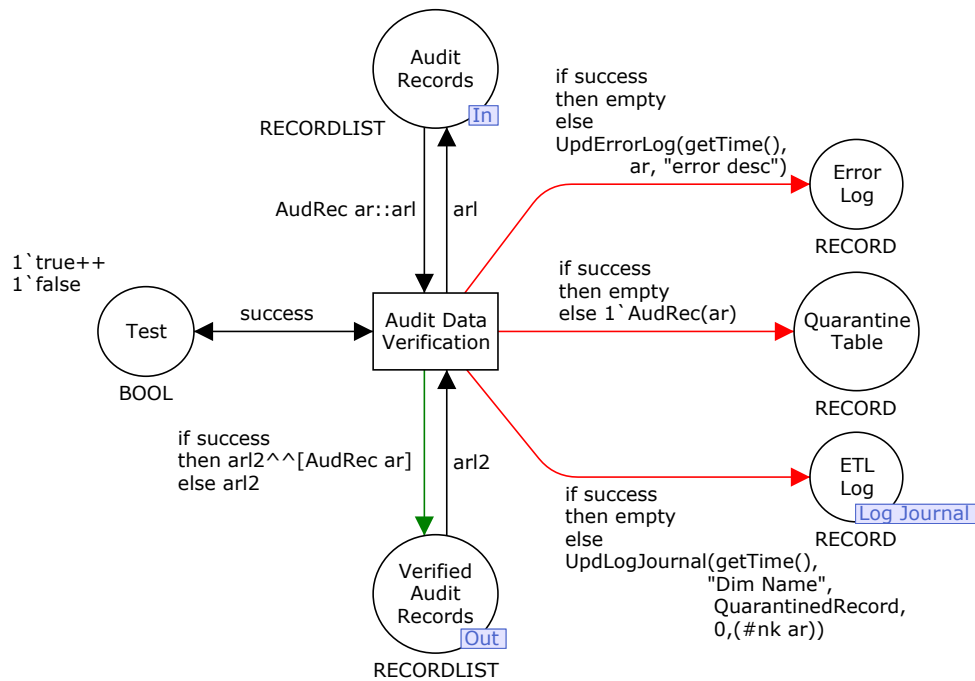 Audit
Records
In
RECORDLIST
AudRec ar::arl
arl
if success
then empty
else
UpdErrorLog(getTime(),
ar, "error desc")
Error
Log
RECORD
1`true++
1`false
Test
BOOL
success
Audit Data
Verification
if success
then empty
else 1`AudRec(ar)
Quarantine
Table
RECORD
if success
then arl2^^[AudRec ar]
else arl2
arl2
if success
then empty
else
UpdLogJournal(getTime(),
"Dim Name",
QuarantinedRecord,
0,(#nk ar))
ETL
Log
Log Journal
RECORD
Verified
Audit
Records
Out
RECORDLIST